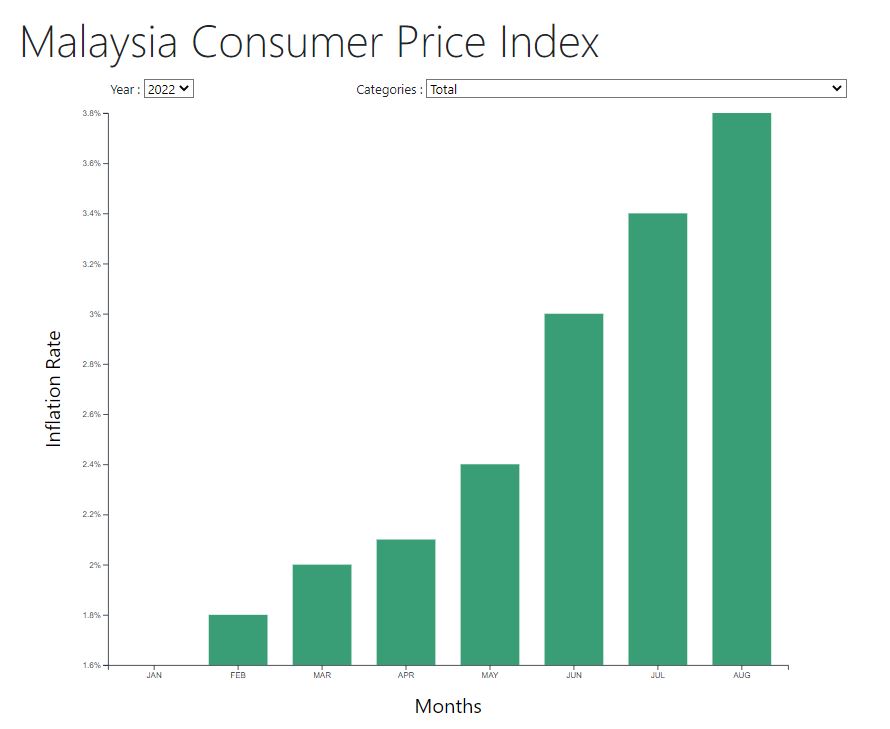 Malaysia Consumer Price Index
Year : 2022 Categories : Total
3.8%
3.6%
3.4%
3.2%
3%
2.8%
2.6%
2.4%
2.2%
2%
1.8%
1.6%
Inflation Rate
JAN FEB MAR APR MAY JUN JUL AUG
Months